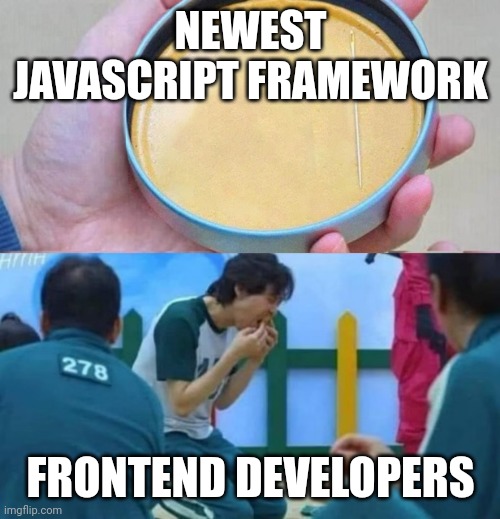 NEWEST
JAVASCRIPT FRAMEWORK
278
FRONTEND DEVELOPERS
imgflip.com